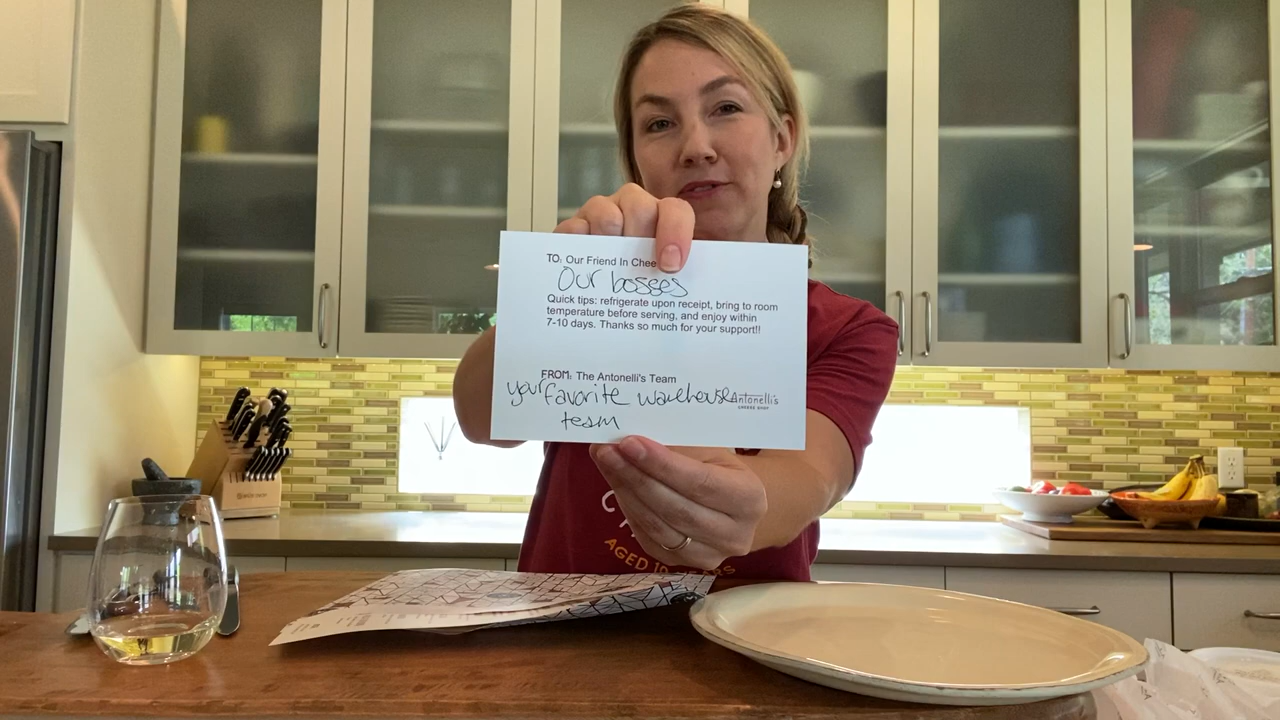 TO: Our Friend In Chee
Our bosses
Quick tips: refrigerate upon receipt, bring to room
temperature before serving, and enjoy within
7-10 days. Thanks so much for your support!!
FROM: The Antonelli's Team
your favorite warehouse
team
Antonelli's
CHEESE SHOP
AGED 10 YEARS